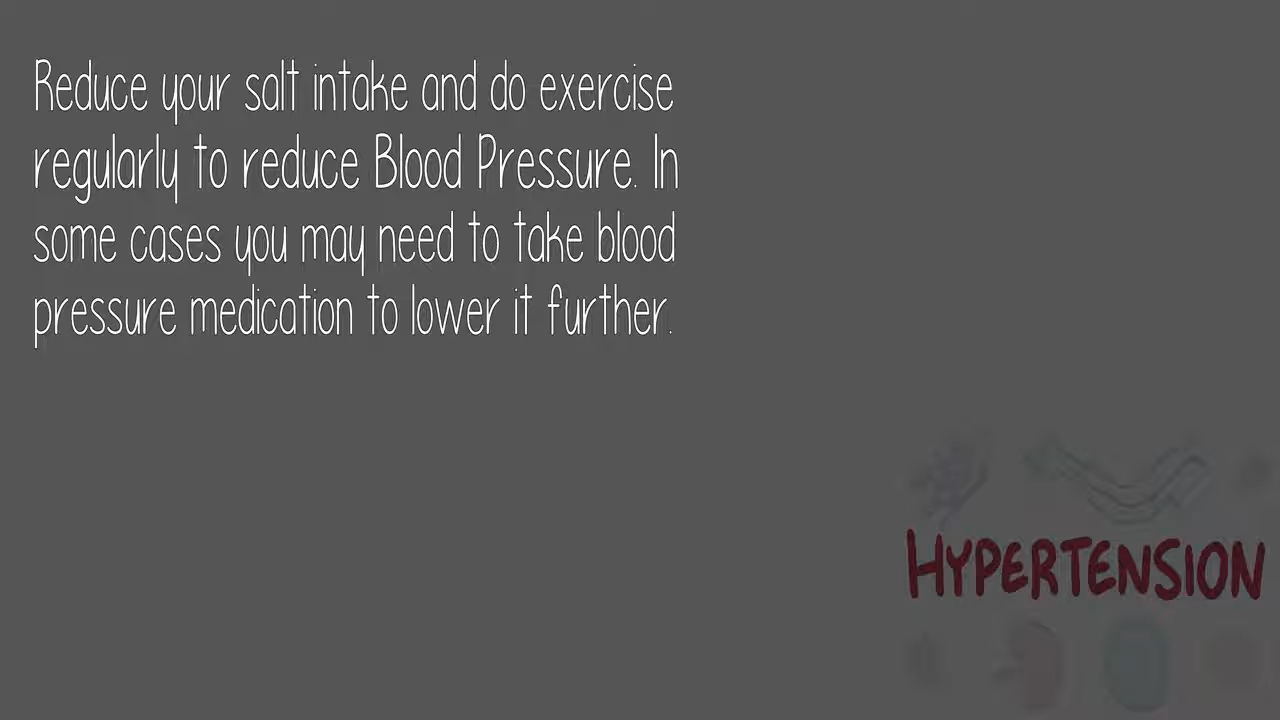 Reduce your salt intake and do exercise
regularly to reduce Blood Pressure. In
some cases you may need to take blood
pressure medication to lower it further.
HYPERTENSION